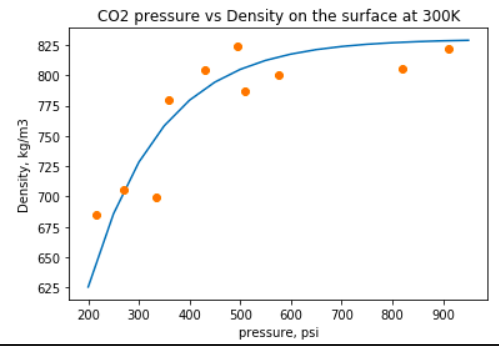 CO2 pressure vs Density on the surface at 300K
Density, kg/m3
825
800
775
750
725
700
675
650
625
200 300 400 500 600 700 800 900
pressure, psi